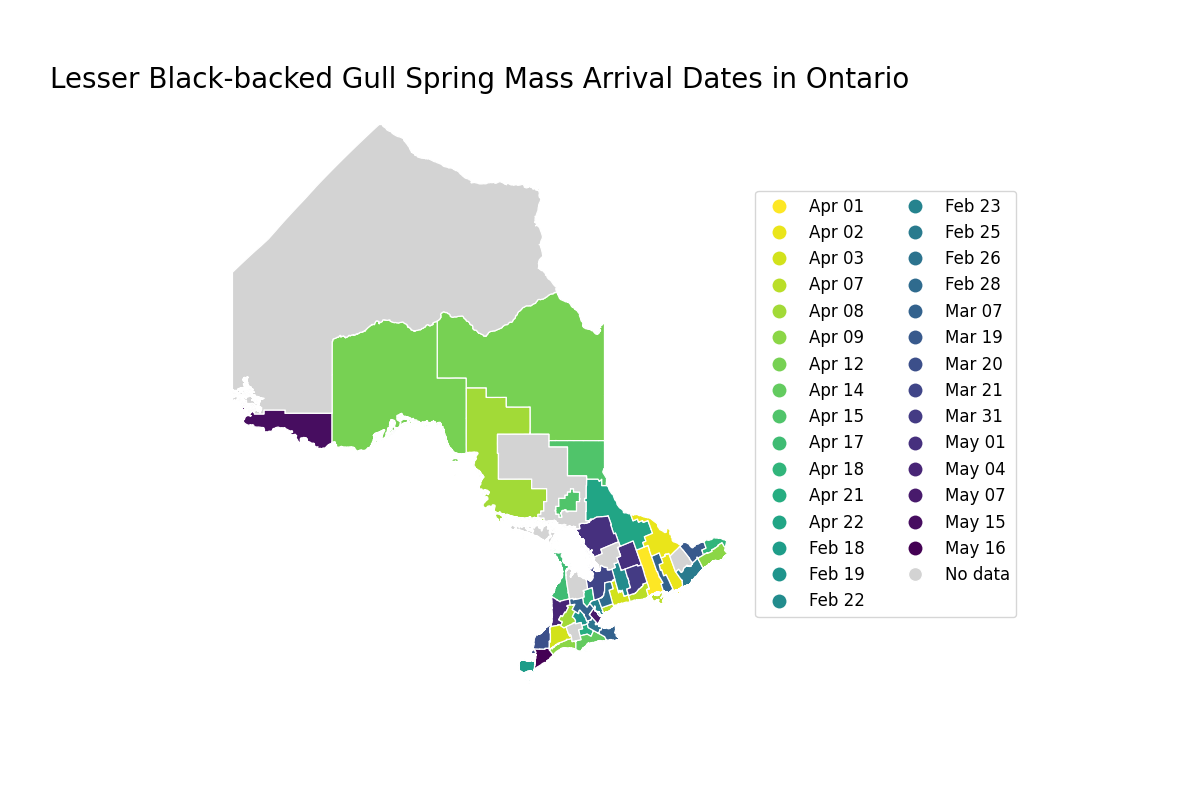 Lesser Black-backed Gull Spring Mass Arrival Dates in Ontario
Apr 01
Apr 02
Apr 03
Apr 07
Apr 08
Apr 09
Apr 12
Apr 14
Apr 15
Apr 17
Apr 18
Apr 21
Apr 22
Feb 18
Feb 19
Feb 22
Feb 23
Feb 25
Feb 26
Feb 28
Mar 07
Mar 19
Mar 20
Mar 21
Mar 31
May 01
May 04
May 07
May 15
May 16
No data